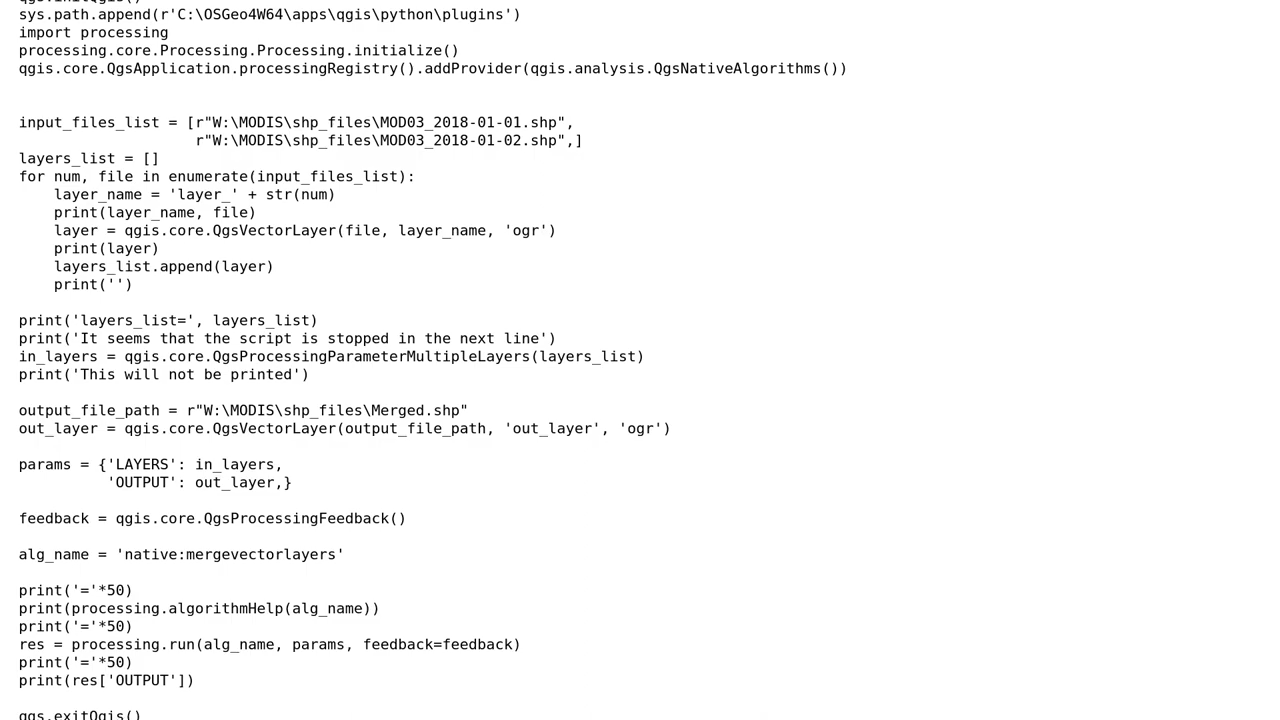 qgs.initQgis()
sys.path.append(r'C:\OSGeo4W64\apps\qgis\python\plugins')
import processing
processing.core.Processing.Processing.initialize()
qgis.core.QgsApplication.processingRegistry().addProvider(qgis.analysis.QgsNativeAlgorithms())
input_files_list = [r"W:\MODIS\shp_files\MOD03_2018-01-01.shp",
                    r"W:\MODIS\shp_files\MOD03_2018-01-02.shp",]
layers_list = []
for num, file in enumerate(input_files_list):
    layer_name = 'layer_' + str(num)
    print(layer_name, file)
    layer = qgis.core.QgsVectorLayer(file, layer_name, 'ogr')
    print(layer)
    layers_list.append(layer)
    print('')
print('layers_list=', layers_list)
print('It seems that the script is stopped in the next line')
in_layers = qgis.core.QgsProcessingParameterMultipleLayers(layers_list)
print('This will not be printed')
output_file_path = r"W:\MODIS\shp_files\Merged.shp"
out_layer = qgis.core.QgsVectorLayer(output_file_path, 'out_layer', 'ogr')
params = {'LAYERS': in_layers,
          'OUTPUT': out_layer,}
feedback = qgis.core.QgsProcessingFeedback()
alg_name = 'native:mergevectorlayers'
print('='*50)
print(processing.algorithmHelp(alg_name))
print('='*50)
res = processing.run(alg_name, params, feedback=feedback)
print('='*50)
print(res['OUTPUT'])
qgs.exitQgis()